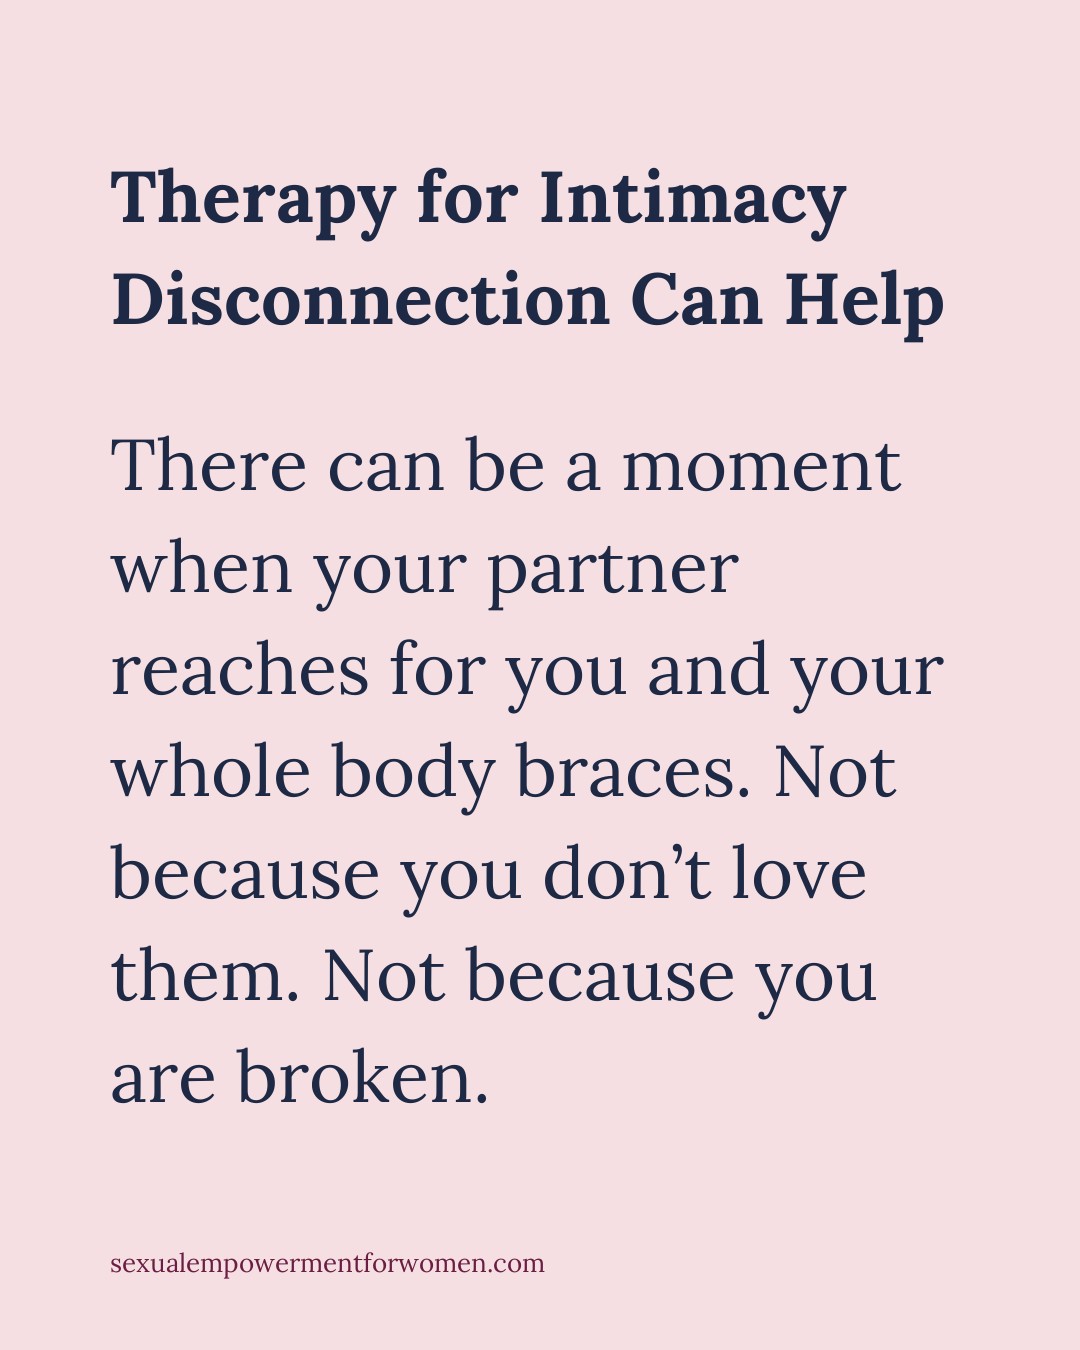 Therapy for Intimacy
Disconnection Can Help
There can be a moment
when your partner
reaches for you and your
whole body braces. Not
because you don’t love
them. Not because you
are broken.
sexualempowermentforwomen.com